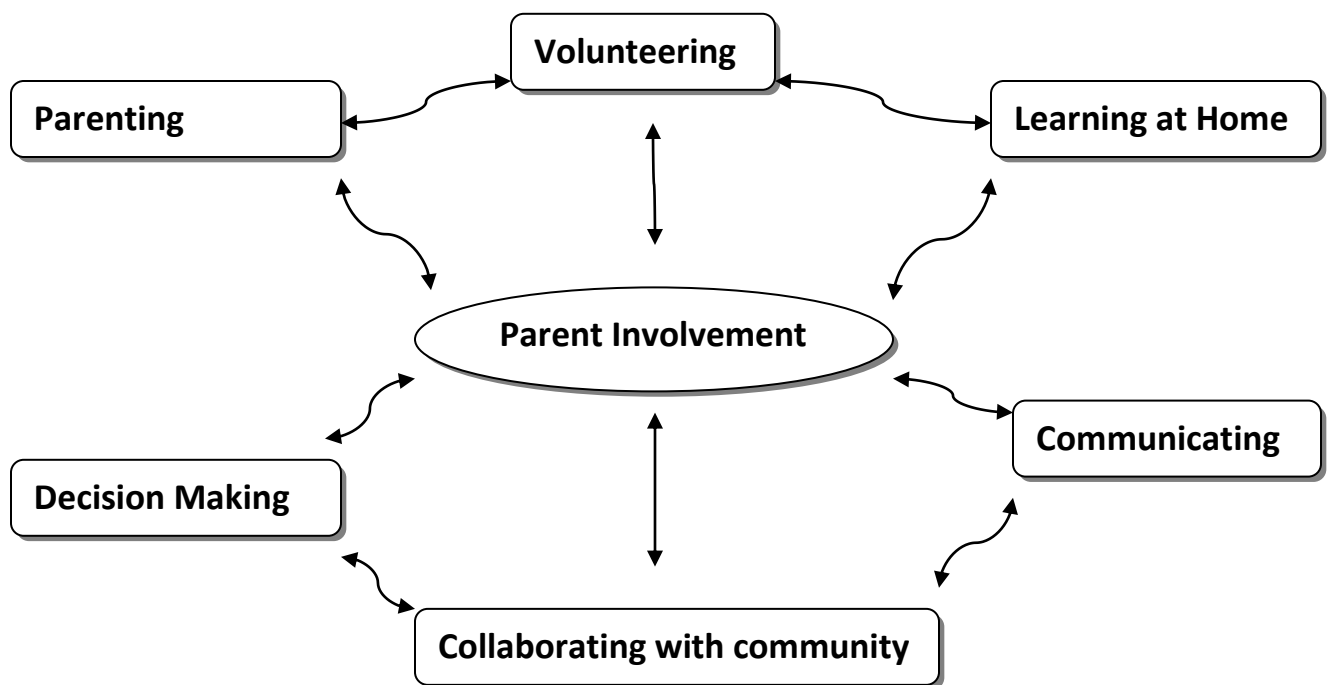 Volunteering
Parenting
Learning at Home
Parent Involvement
Communicating
Decision Making
Collaborating with community